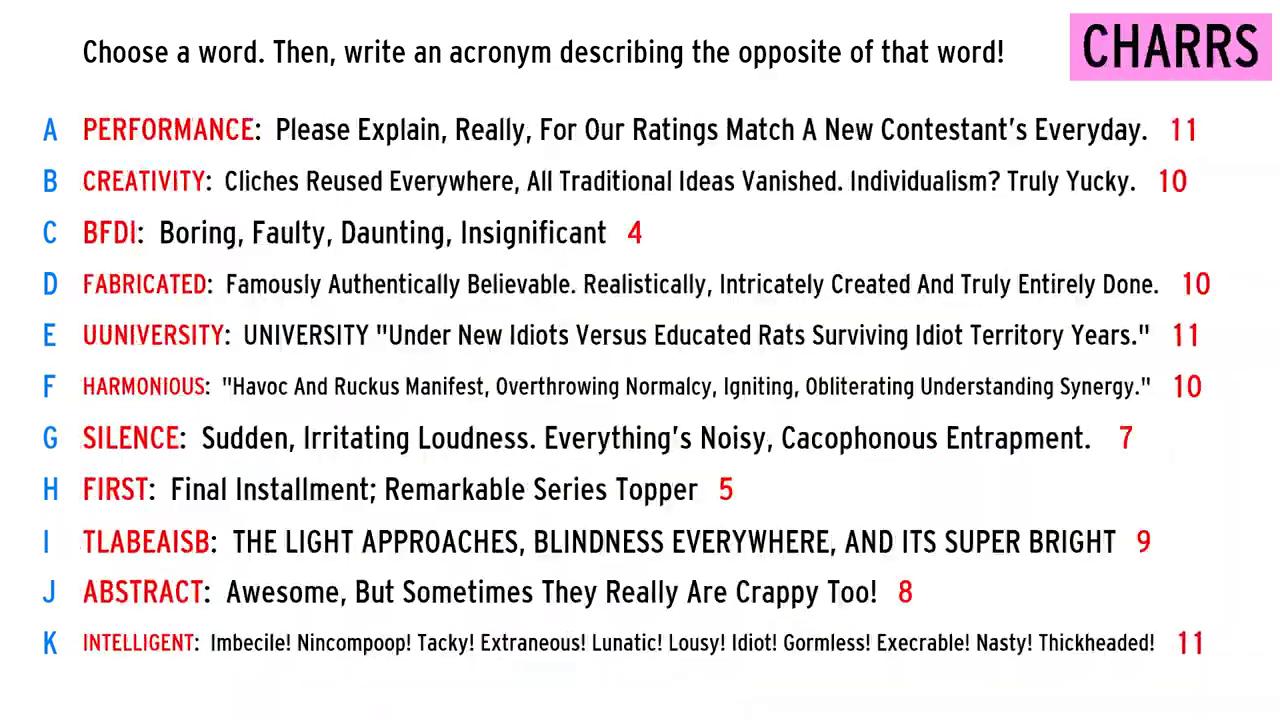 Choose a word. Then, write an acronym describing the opposite of that word!
CHARRS
A PERFORMANCE: Please Explain, Really, For Our Ratings Match A New Contestant's Everyday. 11
B CREATIVITY: Cliches Reused Everywhere, All Traditional Ideas Vanished. Individualism? Truly Yucky. 10
C BFDI: Boring, Faulty, Daunting, Insignificant 4
D FABRICATED: Famously Authentically Believable. Realistically, Intricately Created And Truly Entirely Done. 10
E UUNIVERSITY: UNIVERSITY "Under New Idiots Versus Educated Rats Surviving Idiot Territory Years." 11
F HARMONIOUS: "Havoc And Ruckus Manifest, Overthrowing Normalcy, Igniting, Obliterating Understanding Synergy." 10
G SILENCE: Sudden, Irritating Loudness. Everything's Noisy, Cacophonous Entrapment. 7
H FIRST: Final Installment; Remarkable Series Topper 5
I TLABEAISB: THE LIGHT APPROACHES, BLINDNESS EVERYWHERE, AND ITS SUPER BRIGHT 9
J ABSTRACT: Awesome, But Sometimes They Really Are Crappy Too! 8
K INTELLIGENT: Imbecile! Nincompoop! Tacky! Extraneous! Lunatic! Lousy! Idiot! Gormless! Execrable! Nasty! Thickheaded! 11